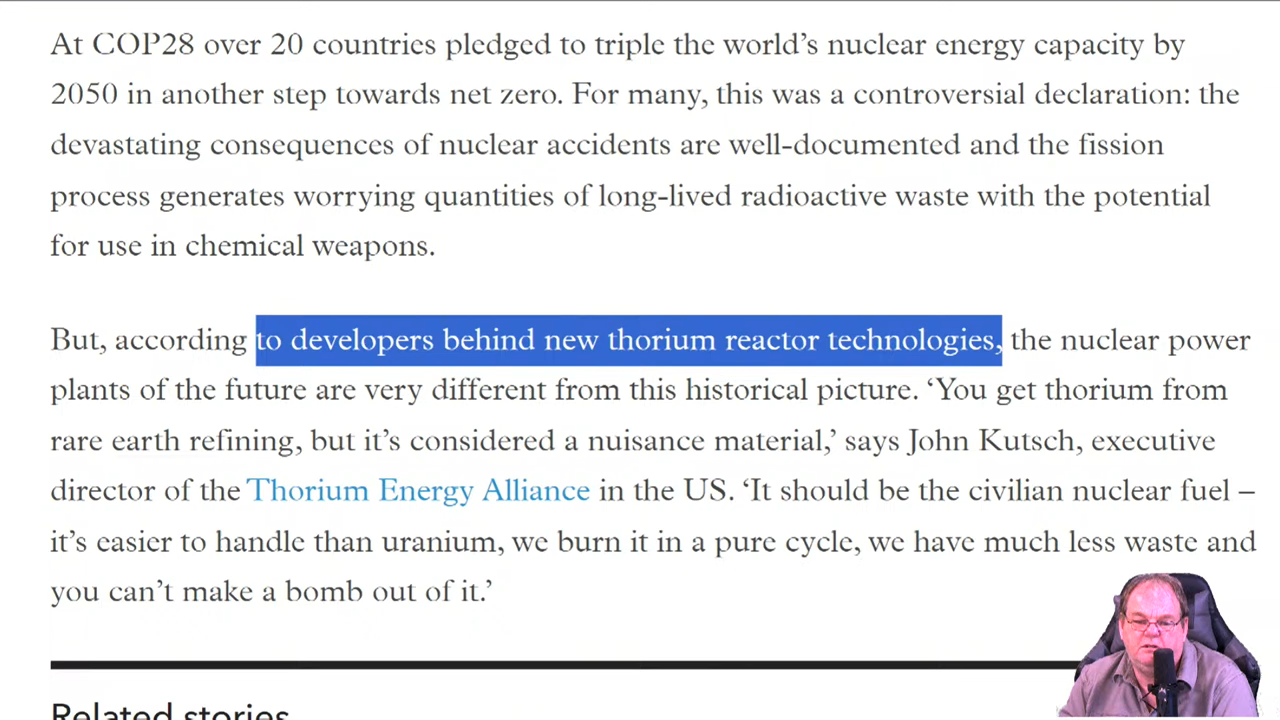 At COP28 over 20 countries pledged to triple the world’s nuclear energy capacity by
2050 in another step towards net zero. For many, this was a controversial declaration: the
devastating consequences of nuclear accidents are well-documented and the fission
process generates worrying quantities of long-lived radioactive waste with the potential
for use in chemical weapons.
But, according to developers behind new thorium reactor technologies, the nuclear power
plants of the future are very different from this historical picture. ‘You get thorium from
rare earth refining, but it’s considered a nuisance material,’ says John Kutsch, executive
director of the Thorium Energy Alliance in the US. ‘It should be the civilian nuclear fuel –
it’s easier to handle than uranium, we burn it in a pure cycle, we have much less waste and
you can’t make a bomb out of it.’
Related stories